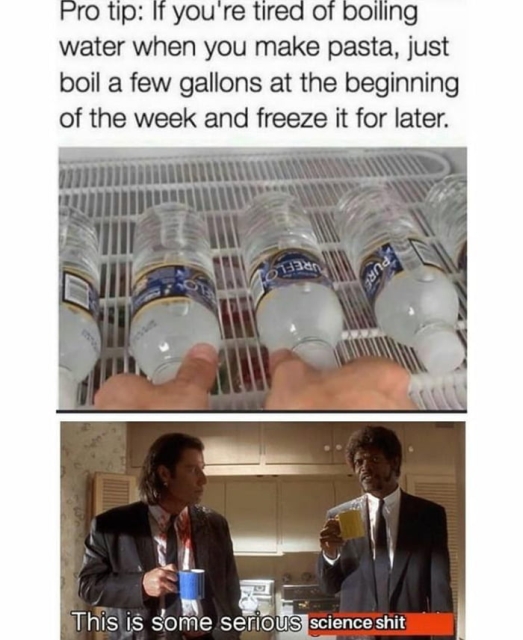 Pro tip: If you're tired of boiling
water when you make pasta, just
boil a few gallons at the beginning
of the week and freeze it for later.
This is some serious science shit